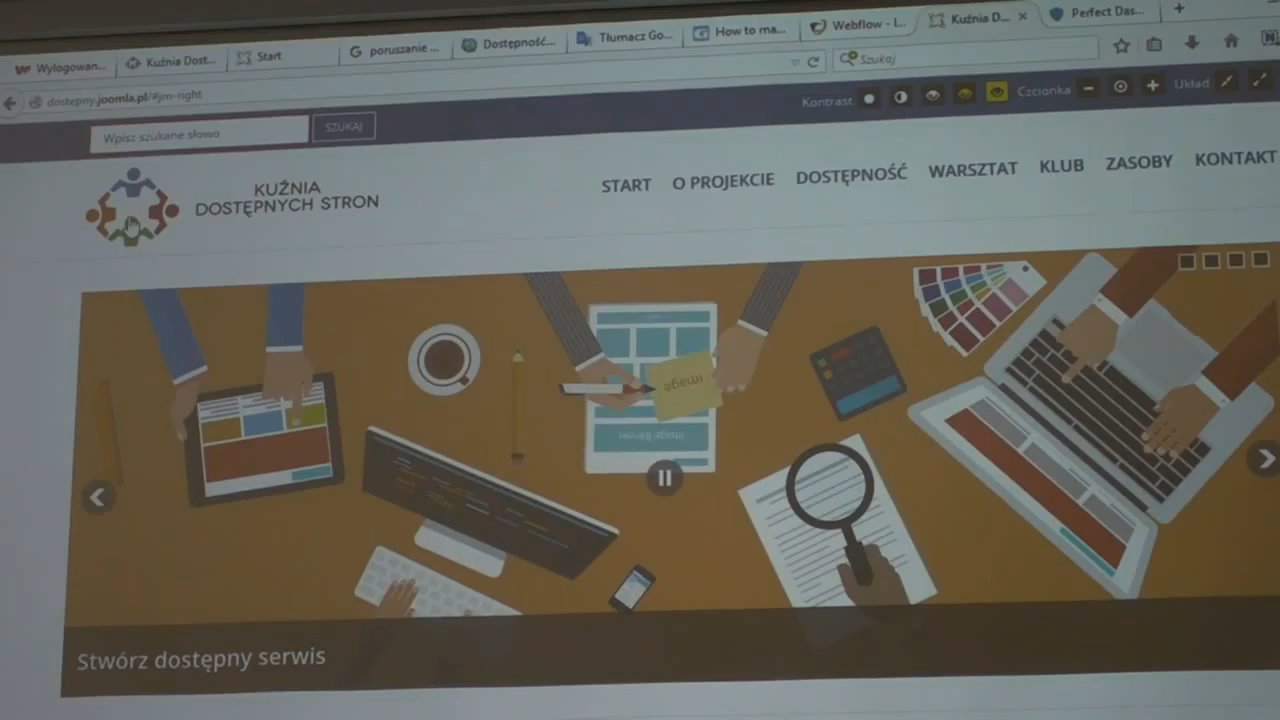 Wylogowan...
Kuźnia Dost...
Start
poruszanie ...
Dostępność...
Tłumacz Go...
How to ma...
Webflow - I...
Kuźnia D...
Perfect Das...
dostepny.joomla.pl/#jm-right
Szukaj
Wpisz szukane słowo
SZUKAJ
Kontrast
Czcionka
Układ
KUŹNIA
DOSTĘPNYCH STRON
START
O PROJEKCIE
DOSTĘPNOŚĆ
WARSZTAT
KLUB
ZASOBY
KONTAKT
Image
Image Banner
Stwórz dostępny serwis